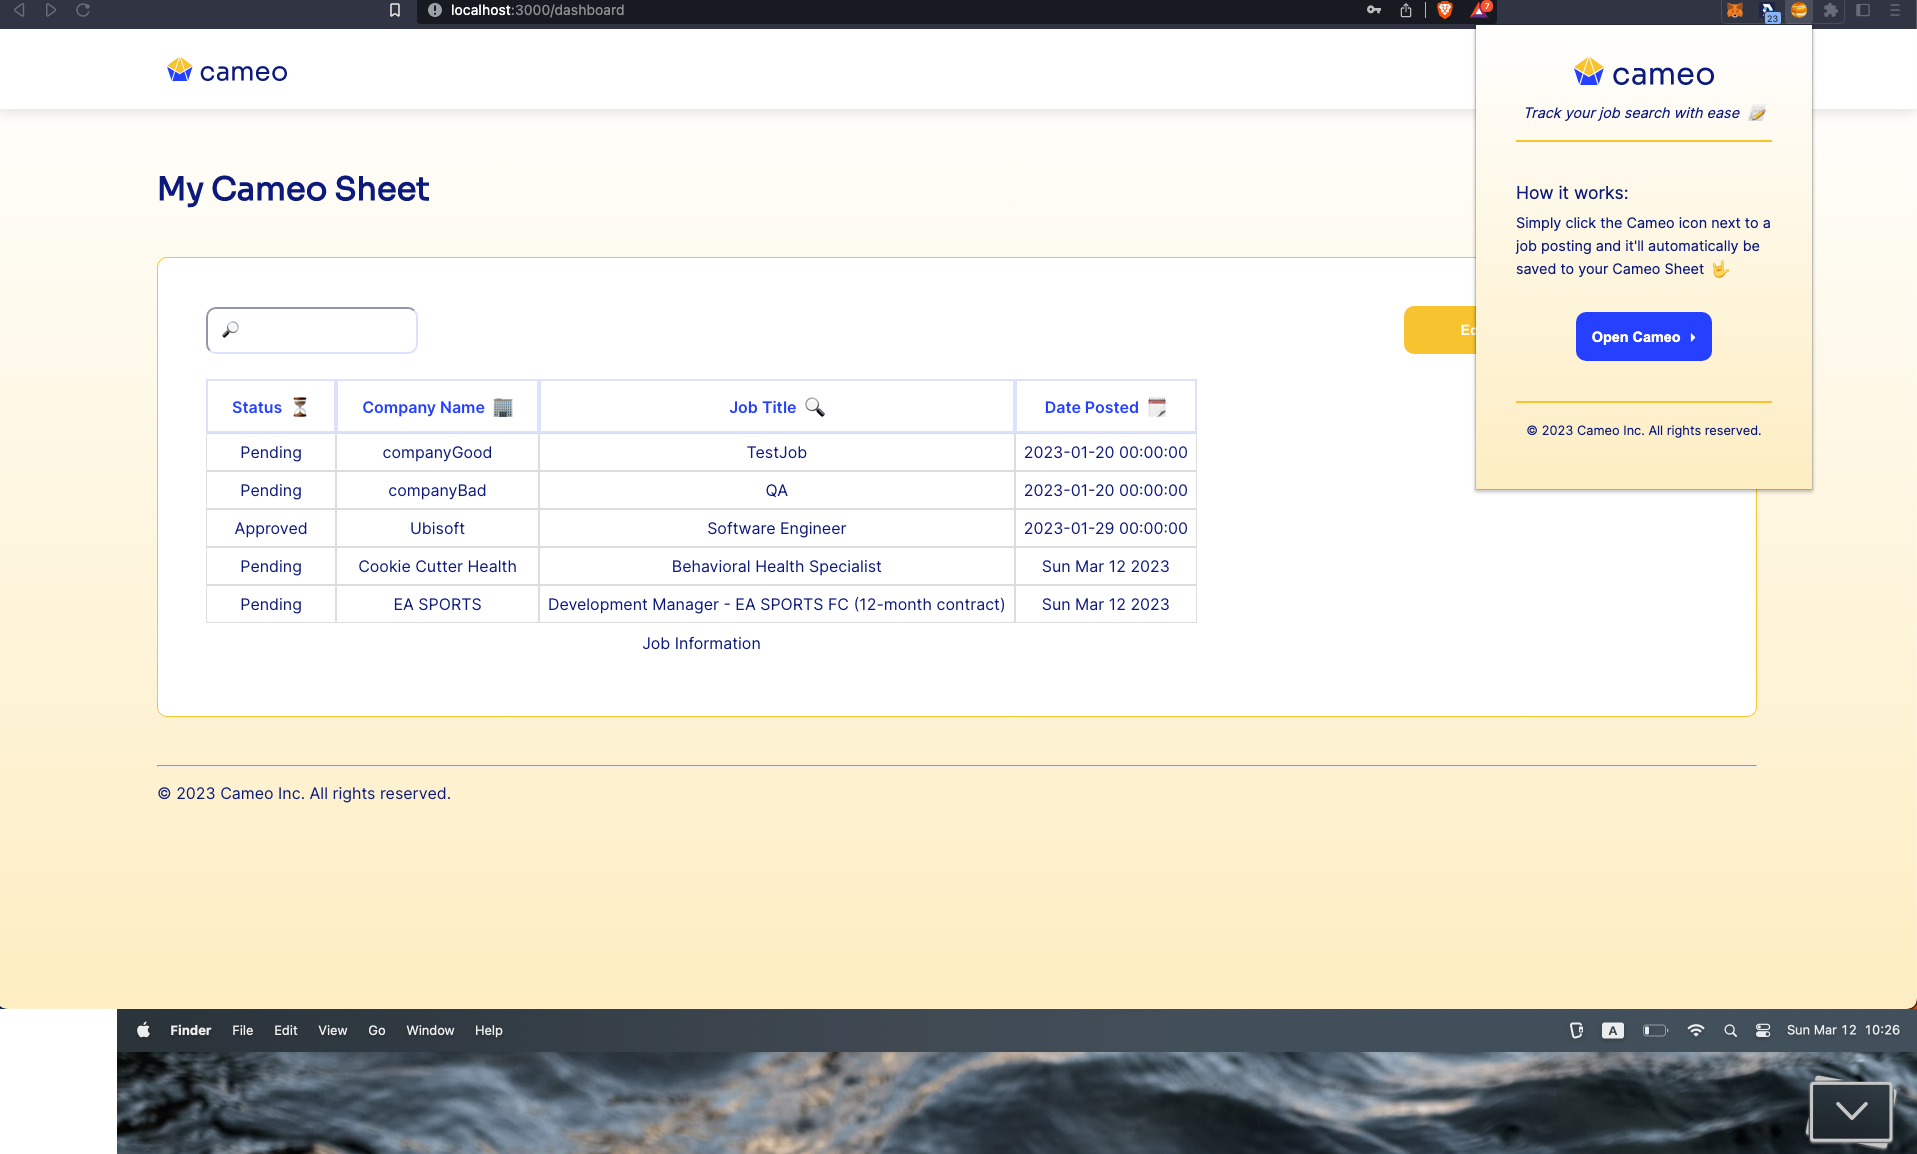 localhost:3000/dashboard
7
23
cameo
cameo
Track your job search with ease
My Cameo Sheet
How it works:
Simply click the Cameo icon next to a
job posting and it'll automatically be
saved to your Cameo Sheet
Open Cameo
© 2023 Cameo Inc. All rights reserved.
Status Company Name Job Title Date Posted
Pending companyGood TestJob 2023-01-20 00:00:00
Pending companyBad QA 2023-01-20 00:00:00
Approved Ubisoft Software Engineer 2023-01-29 00:00:00
Pending Cookie Cutter Health Behavioral Health Specialist Sun Mar 12 2023
Pending EA SPORTS Development Manager - EA SPORTS FC (12-month contract) Sun Mar 12 2023
Job Information
© 2023 Cameo Inc. All rights reserved.
Finder File Edit View Go Window Help A Sun Mar 12 10:26